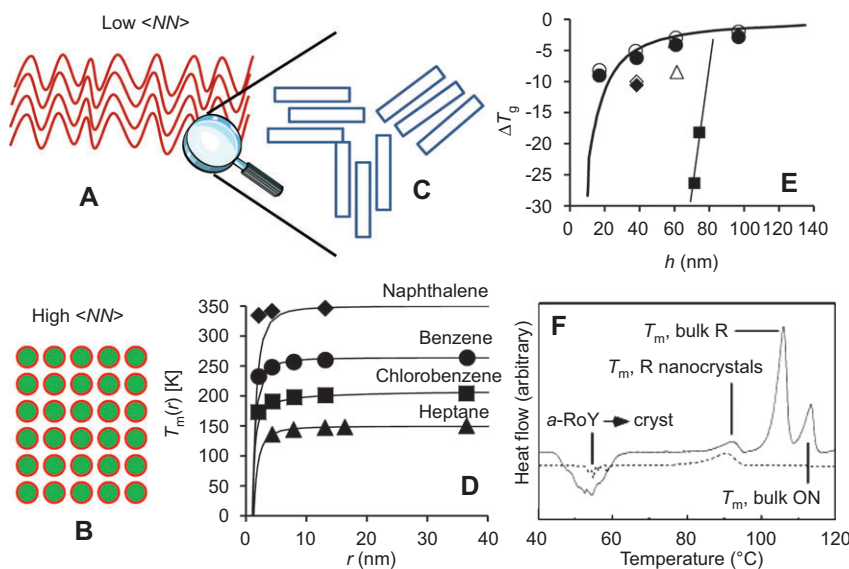 Low <NN>
A
C
High <NN>
B
Tm(r) [K]
350
300
250
200
150
100
50
0
Naphthalene
Benzene
Chlorobenzene
Heptane
D
0 10 20 30 40
r (nm)
ΔTg
0
-5
-10
-15
-20
-25
-30
E
0 20 40 60 80 100 120 140
h (nm)
F
Heat flow (arbitrary)
Tm, bulk R
Tm, R nanocrystals
a-RoY cryst
Tm, bulk ON
40 60 80 100 120
Temperature (°C)